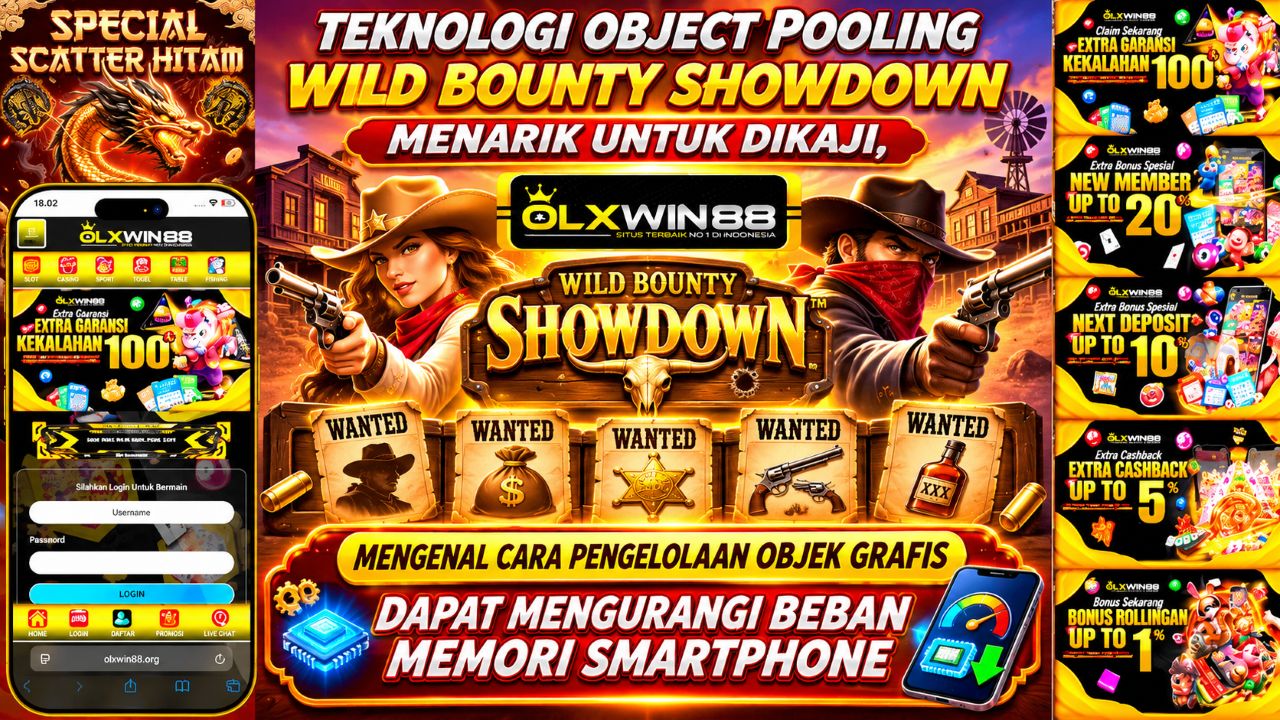 SPECIAL
SCATTER HITAM
18.02
OLXWIN88
SLOT CASINO SPORT TOGEL TABLE FISHING
OLXWIN88
Extra Garansi
EXTRA GARANSI
KEKALAHAN 100%
Silahkan Login Untuk Bermain
Username
Password
LOGIN
HOME LOGIN DAFTAR PROMOSI LIVE CHAT
olxwin88.org
TEKNOLOGI OBJECT POOLING
WILD BOUNTY SHOWDOWN
MENARIK UNTUK DIKAJI,
OLXWIN88
SITUS TERBAIK NO 1 DI INDONESIA
WILD BOUNTY
SHOWDOWN™
WANTED
WANTED
$
WANTED
WANTED
WANTED
XXX
MENGENAL CARA PENGELOLAAN OBJEK GRAFIS
DAPAT MENGURANGI BEBAN
MEMORI SMARTPHONE
OLXWIN88
Claim Sekarang
EXTRA GARANSI
KEKALAHAN 100%
OLXWIN88
Extra Bonus Spesial
NEW MEMBER
UP TO 20%
OLXWIN88
Extra Bonus Spesial
NEXT DEPOSIT
UP TO 10%
OLXWIN88
Extra Cashback
EXTRA CASHBACK
UP TO 5%
OLXWIN88
Bonus Sekarang
BONUS ROLLINGAN
UP TO 1%